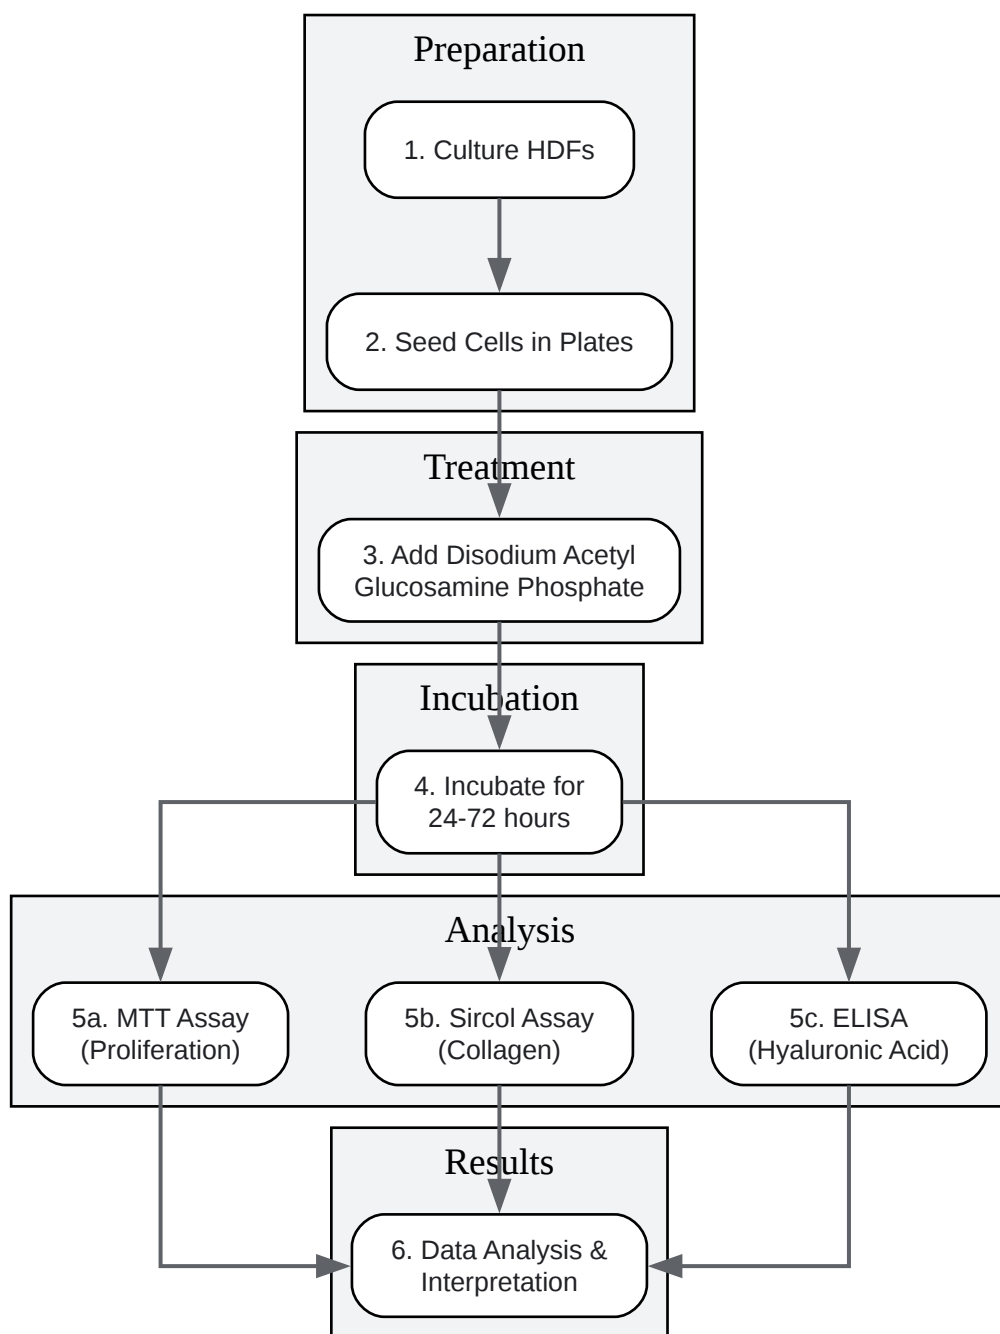 Preparation
1. Culture HDFs
2. Seed Cells in Plates
Treatment
3. Add Disodium Acetyl
Glucosamine Phosphate
Incubation
4. Incubate for
24-72 hours
Analysis
5a. MTT Assay
(Proliferation)
5b. Sircol Assay
(Collagen)
5c. ELISA
(Hyaluronic Acid)
Results
6. Data Analysis &
Interpretation